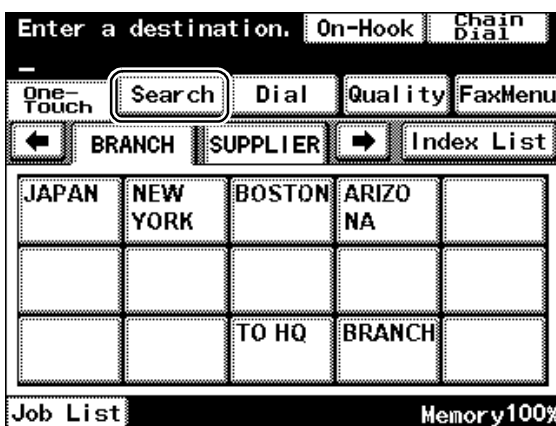 Enter a destination. On-Hook Chain Dial
One-Touch Search Dial Quality FaxMenu
BRANCH SUPPLIER Index List
JAPAN NEW YORK BOSTON ARIZO NA
TO HQ BRANCH
Job List Memory100%